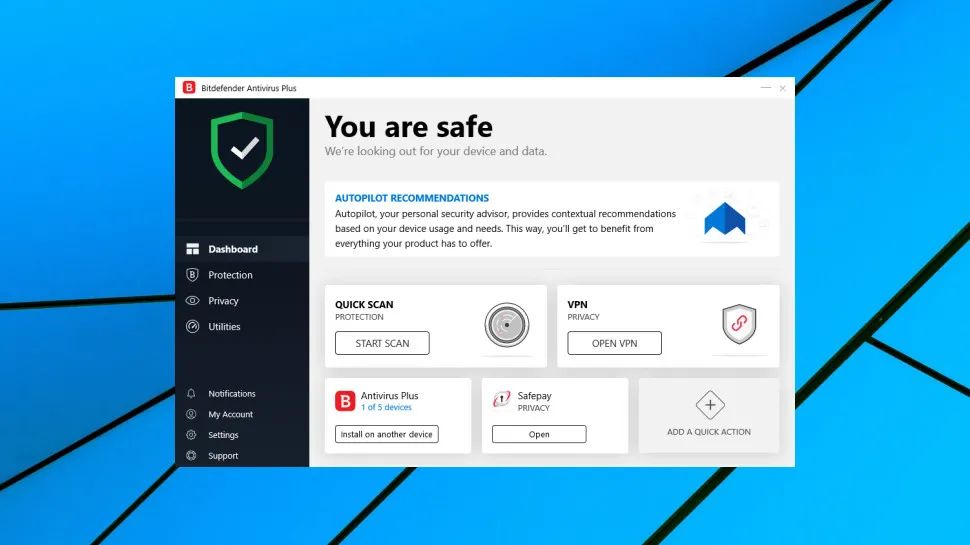 Bitdefender Antivirus Plus
You are safe
We're looking out for your device and data.
AUTOPILOT RECOMMENDATIONS
Autopilot, your personal security advisor, provides contextual recommendations
based on your device usage and needs. This way, you'll get to benefit from
everything your product has to offer.
Dashboard
Protection
Privacy
Utilities
Notifications
My Account
Settings
Support
QUICK SCAN
PROTECTION
START SCAN
VPN
PRIVACY
OPEN VPN
Antivirus Plus
1 of 5 devices
Install on another device
Safepay
PRIVACY
Open
ADD A QUICK ACTION